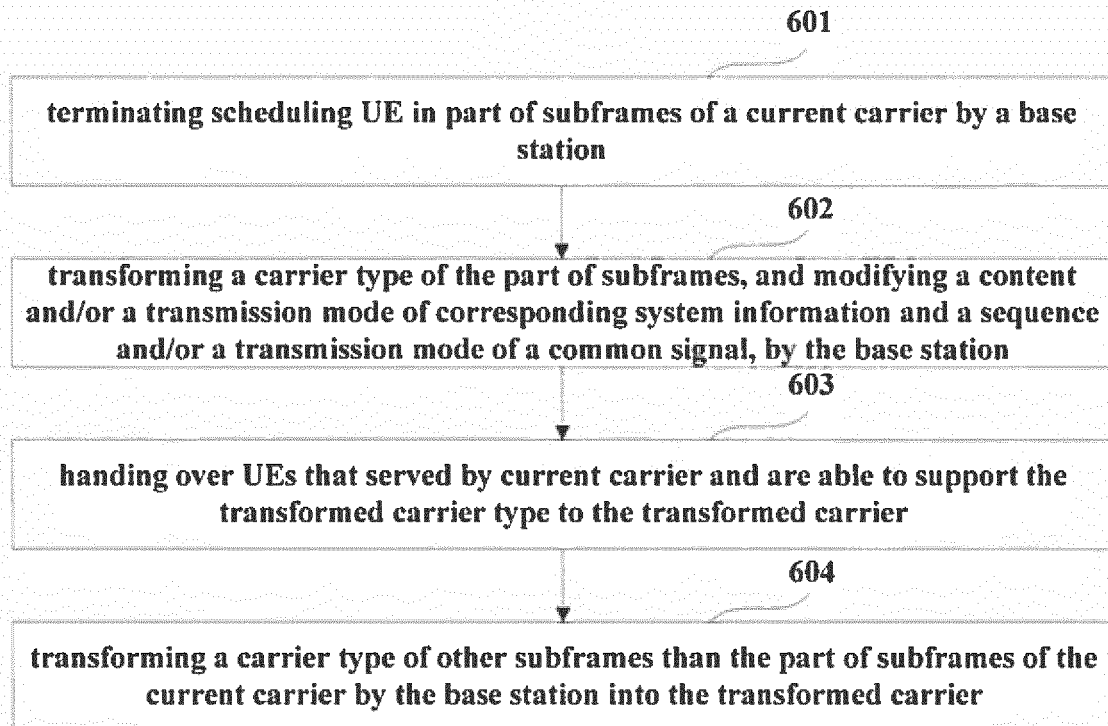 601
terminating scheduling UE in part of subframes of a current carrier by a base
station
602
transforming a carrier type of the part of subframes, and modifying a content
and/or a transmission mode of corresponding system information and a sequence
and/or a transmission mode of a common signal, by the base station
603
handing over UEs that served by current carrier and are able to support the
transformed carrier type to the transformed carrier
604
transforming a carrier type of other subframes than the part of subframes of the
current carrier by the base station into the transformed carrier